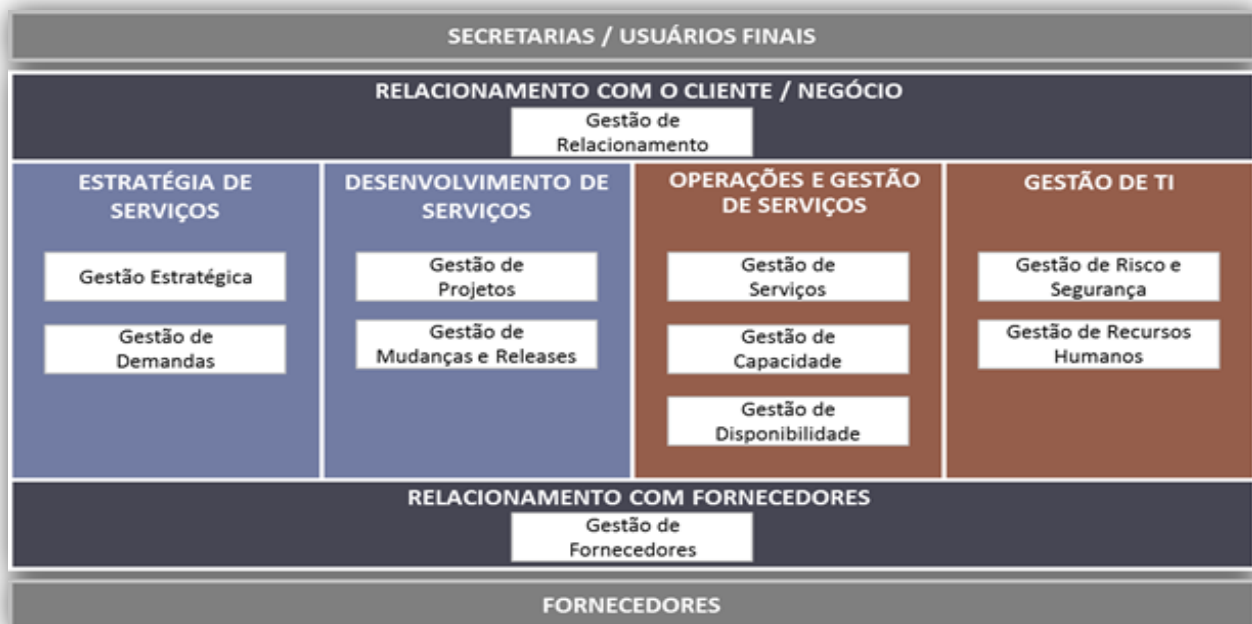 SECRETARIAS / USUÁRIOS FINAIS
RELACIONAMENTO COM O CLIENTE / NEGÓCIO
Gestão de
Relacionamento
ESTRATÉGIA DE
SERVIÇOS
Gestão Estratégica
Gestão de
Demandas
DESENVOLVIMENTO DE
SERVIÇOS
Gestão de
Projetos
Gestão de
Mudanças e Releases
OPERAÇÕES E GESTÃO
DE SERVIÇOS
Gestão de
Serviços
Gestão de
Capacidade
Gestão de
Disponibilidade
GESTÃO DE TI
Gestão de Risco e
Segurança
Gestão de Recursos
Humanos
RELACIONAMENTO COM FORNECEDORES
Gestão de
Fornecedores
FORNECEDORES